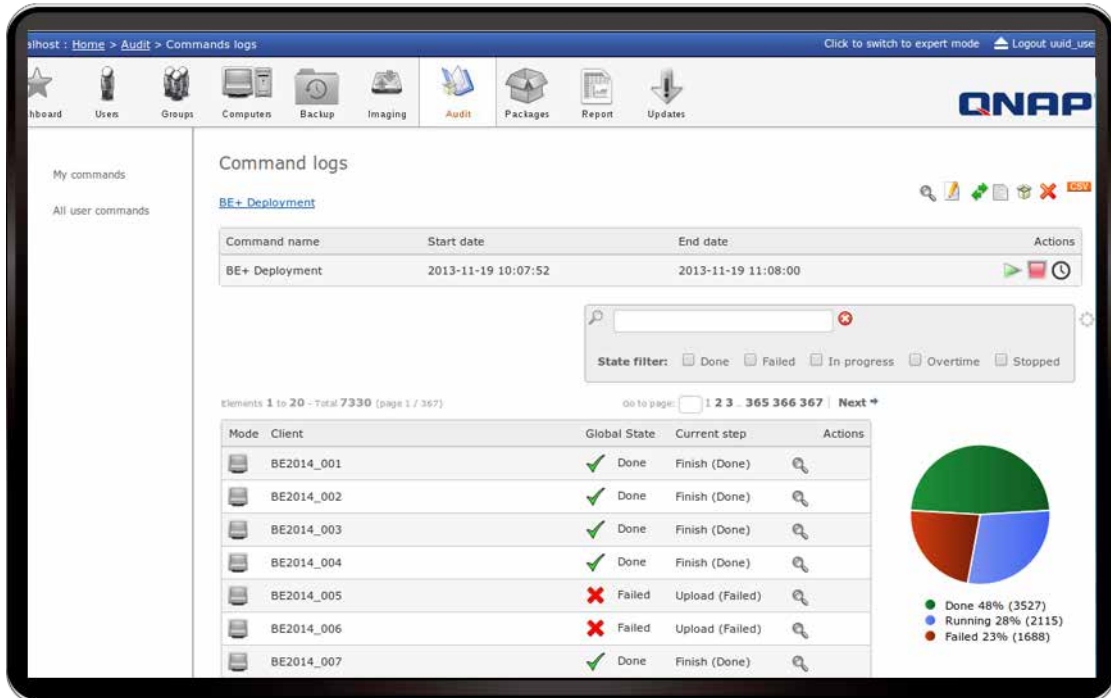 alhost : Home > Audit > Commands logs
Click to switch to expert mode
Logout uuid_use
hboard
Users
Groups
Computers
Backup
Imaging
Audit
Packages
Report
Updates
QNAP
My commands
All user commands
Command logs
BE+ Deployment
CSV
Command name Start date End date Actions
BE+ Deployment 2013-11-19 10:07:52 2013-11-19 11:08:00
State filter: Done Failed In progress Overtime Stopped
Elements 1 to 20 - Total 7330 (page 1 / 367)
Go to page: 1 2 3 .. 365 366 367 | Next
Mode Client Global State Current step Actions
BE2014_001 Done Finish (Done)
BE2014_002 Done Finish (Done)
BE2014_003 Done Finish (Done)
BE2014_004 Done Finish (Done)
BE2014_005 Failed Upload (Failed)
BE2014_006 Failed Upload (Failed)
BE2014_007 Done Finish (Done)
Done 48% (3527)
Running 28% (2115)
Failed 23% (1688)